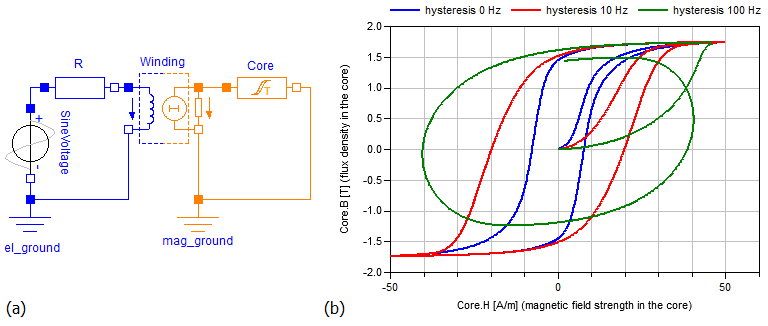 hysteresis 0 Hz hysteresis 10 Hz hysteresis 100 Hz
R
Winding
Core
T
+
SineVoltage
-
el_ground
mag_ground
(a)
(b)
Core.B [T] (flux density in the core)
2.0
1.5
1.0
0.5
0.0
-0.5
-1.0
-1.5
-2.0
-50 0 50
Core.H [A/m] (magnetic field strength in the core)